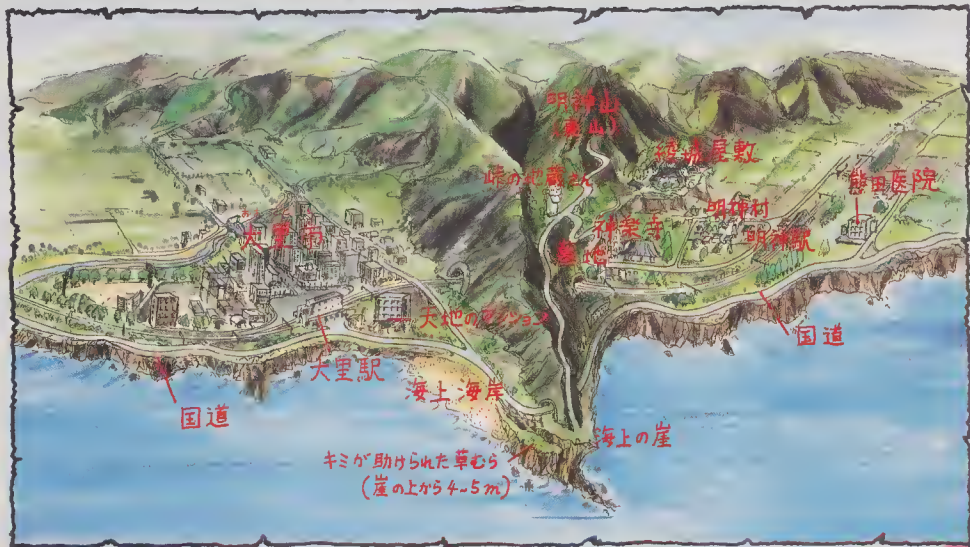 明神山
(裏山)
綾城屋敷
峠の地蔵さん
熊田医院
明神村
神楽寺
明神駅
墓地
大里市
大地のマンション
国道
大里駅
海上海岸
国道
海上の崖
キミが助けられた草むら
(崖の上から4~5m)